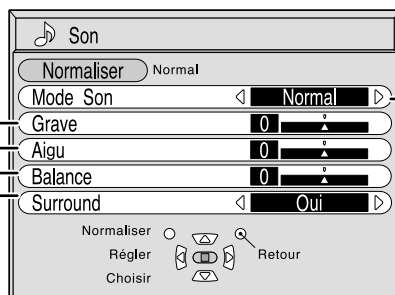 Son
Normaliser Normal
Mode Son Normal
Grave 0
Aigu 0
Balance 0
Surround Oui
Normaliser
Régler Retour
Choisir